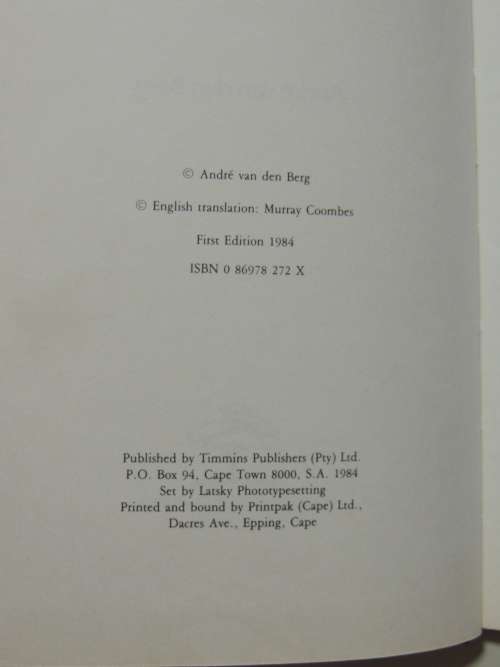 © André van den Berg
© English translation: Murray Coombes
First Edition 1984
ISBN 0 86978 272 X
Published by Timmins Publishers (Pty) Ltd.
P.O. Box 94, Cape Town 8000, S.A. 1984
Set by Latsky Phototypesetting
Printed and bound by Printpak (Cape) Ltd.,
Dacres Ave., Epping, Cape